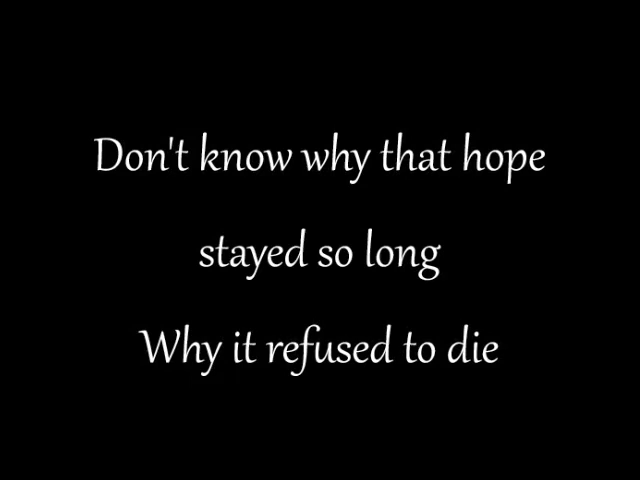 Don't know why that hope
stayed so long
Why it refused to die